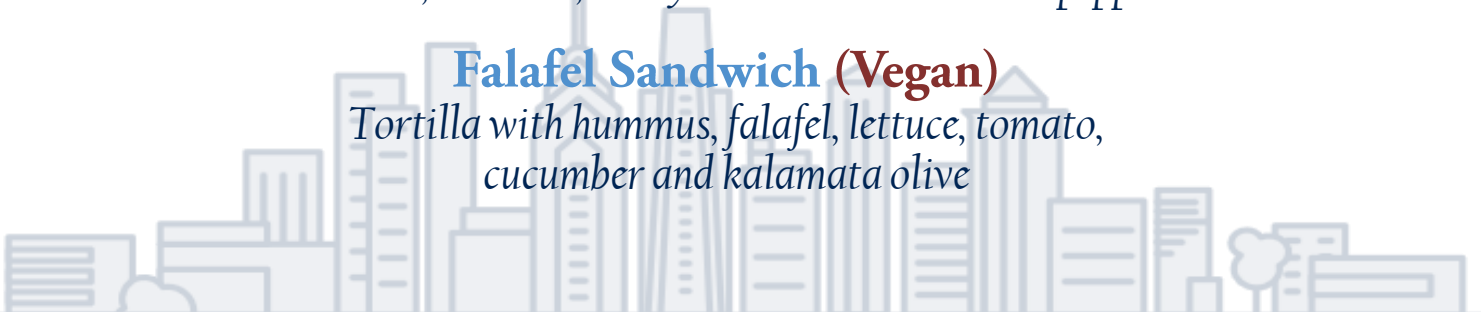 Falafel Sandwich (Vegan)
Tortilla with hummus, falafel, lettuce, tomato,
cucumber and kalamata olive